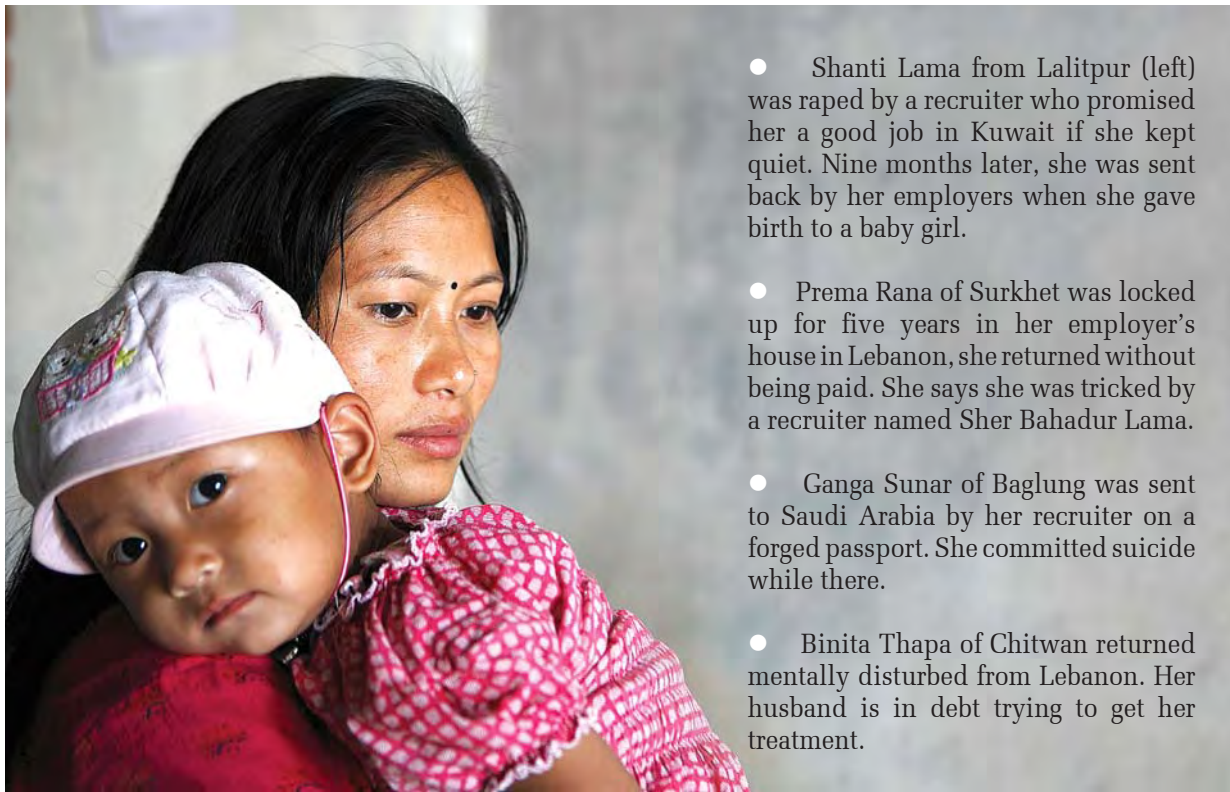 ● Shanti Lama from Lalitpur (left)
was raped by a recruiter who promised
her a good job in Kuwait if she kept
quiet. Nine months later, she was sent
back by her employers when she gave
birth to a baby girl.
● Prema Rana of Surkhet was locked
up for five years in her employer’s
house in Lebanon, she returned without
being paid. She says she was tricked by
a recruiter named Sher Bahadur Lama.
● Ganga Sunar of Baglung was sent
to Saudi Arabia by her recruiter on a
forged passport. She committed suicide
while there.
● Binita Thapa of Chitwan returned
mentally disturbed from Lebanon. Her
husband is in debt trying to get her
treatment.